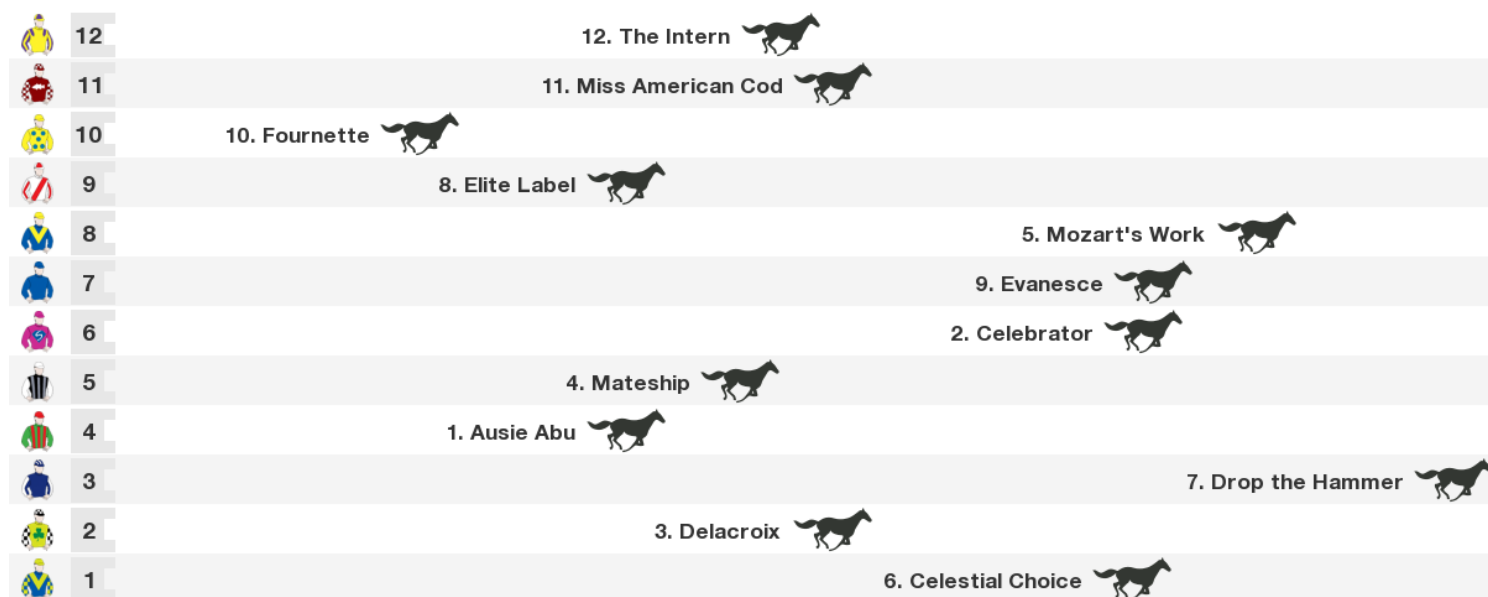 12 12. The Intern
11 11. Miss American Cod
10 10. Fournette
9 8. Elite Label
8 5. Mozart's Work
7 9. Evanesce
6 2. Celebrator
5 4. Mateship
4 1. Ausie Abu
3 7. Drop the Hammer
2 3. Delacroix
1 6. Celestial Choice